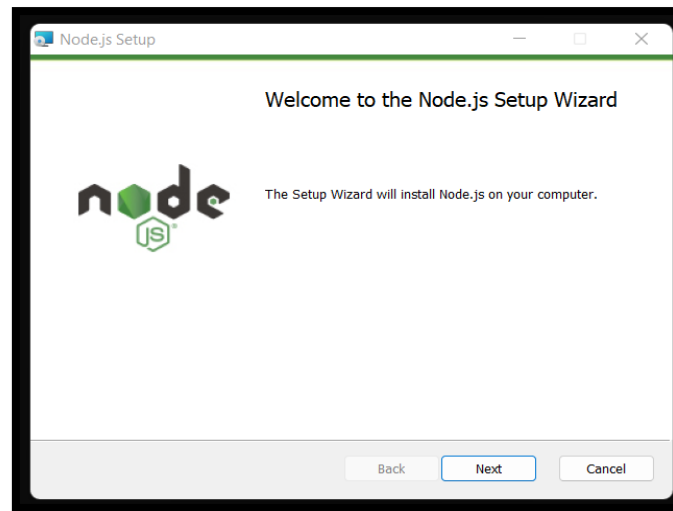 Node.js Setup
Welcome to the Node.js Setup Wizard
The Setup Wizard will install Node.js on your computer.
node
JS
Back Next Cancel